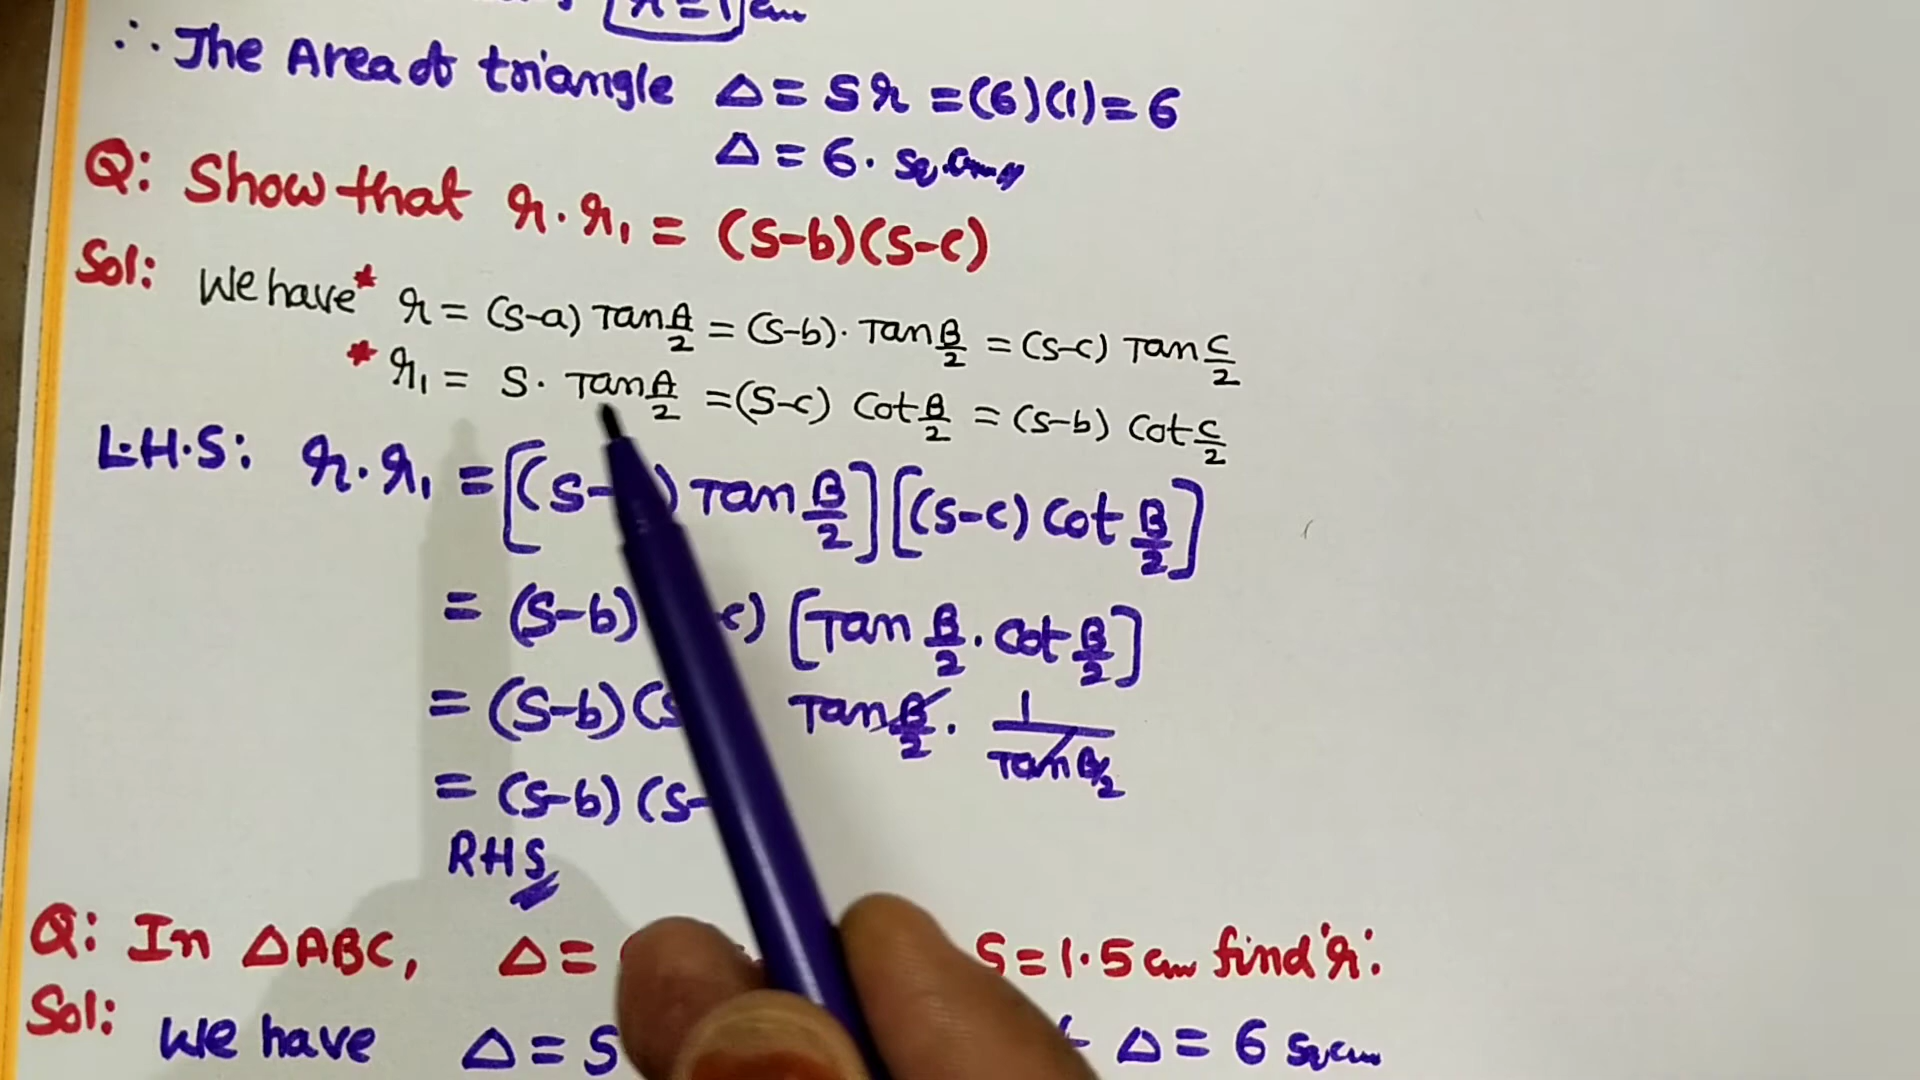 r = 1 cm
∴ The Area of triangle Δ = S r = (6)(1) = 6
Δ = 6. Sq.cms
Q: Show that r.r₁ = (S-b)(S-c)
Sol: We have * r = (S-a) Tan A/2 = (S-b). Tan B/2 = (S-c) Tan C/2
* r₁ = S. Tan A/2 = (S-c) Cot B/2 = (S-b) Cot C/2
L.H.S: r.r₁ = [(S- ) Tan B/2] [(S-c) Cot B/2]
= (S-b) c) [Tan B/2 . Cot B/2]
= (S-b)(S Tan B/2 . 1/Tan B/2
= (S-b)(S-
RHS
Q: In ΔABC, Δ = S = 1.5 cm find 'r'.
Sol: We have Δ = S Δ = 6 Sq.cm